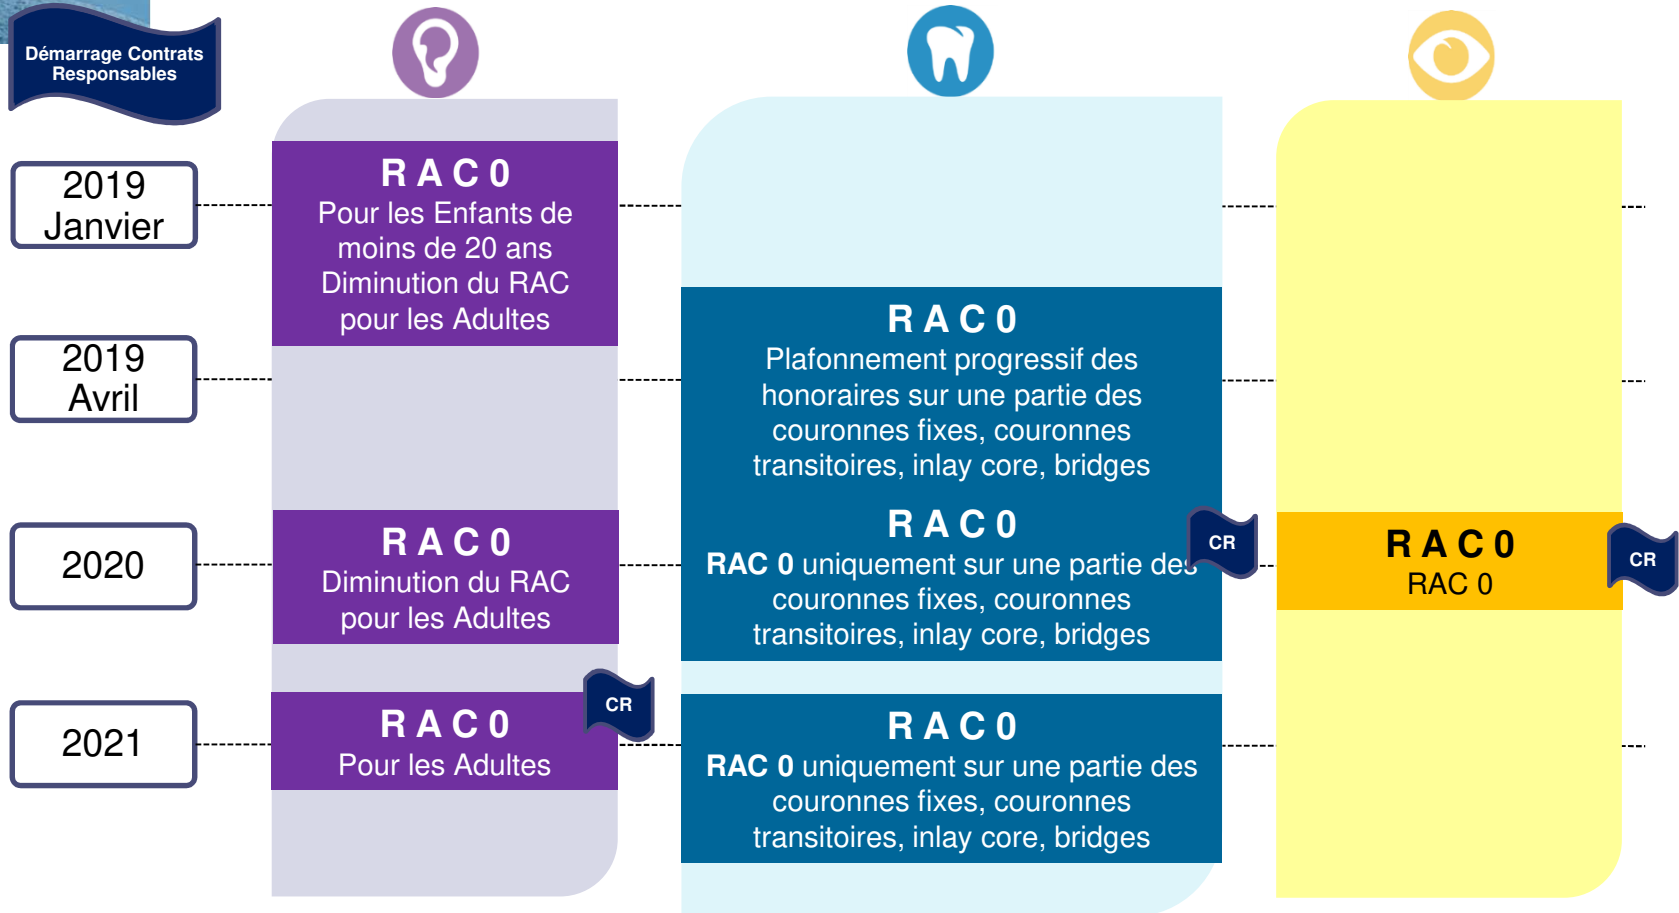 Démarrage Contrats
Responsables
2019
Janvier
R A C 0
Pour les Enfants de
moins de 20 ans
Diminution du RAC
pour les Adultes
2019
Avril
R A C 0
Plafonnement progressif des
honoraires sur une partie des
couronnes fixes, couronnes
transitoires, inlay core, bridges
2020
R A C 0
Diminution du RAC
pour les Adultes
R A C 0
RAC 0 uniquement sur une partie des
couronnes fixes, couronnes
transitoires, inlay core, bridges
CR
R A C 0
RAC 0
CR
2021
R A C 0
Pour les Adultes
CR
R A C 0
RAC 0 uniquement sur une partie des
couronnes fixes, couronnes
transitoires, inlay core, bridges